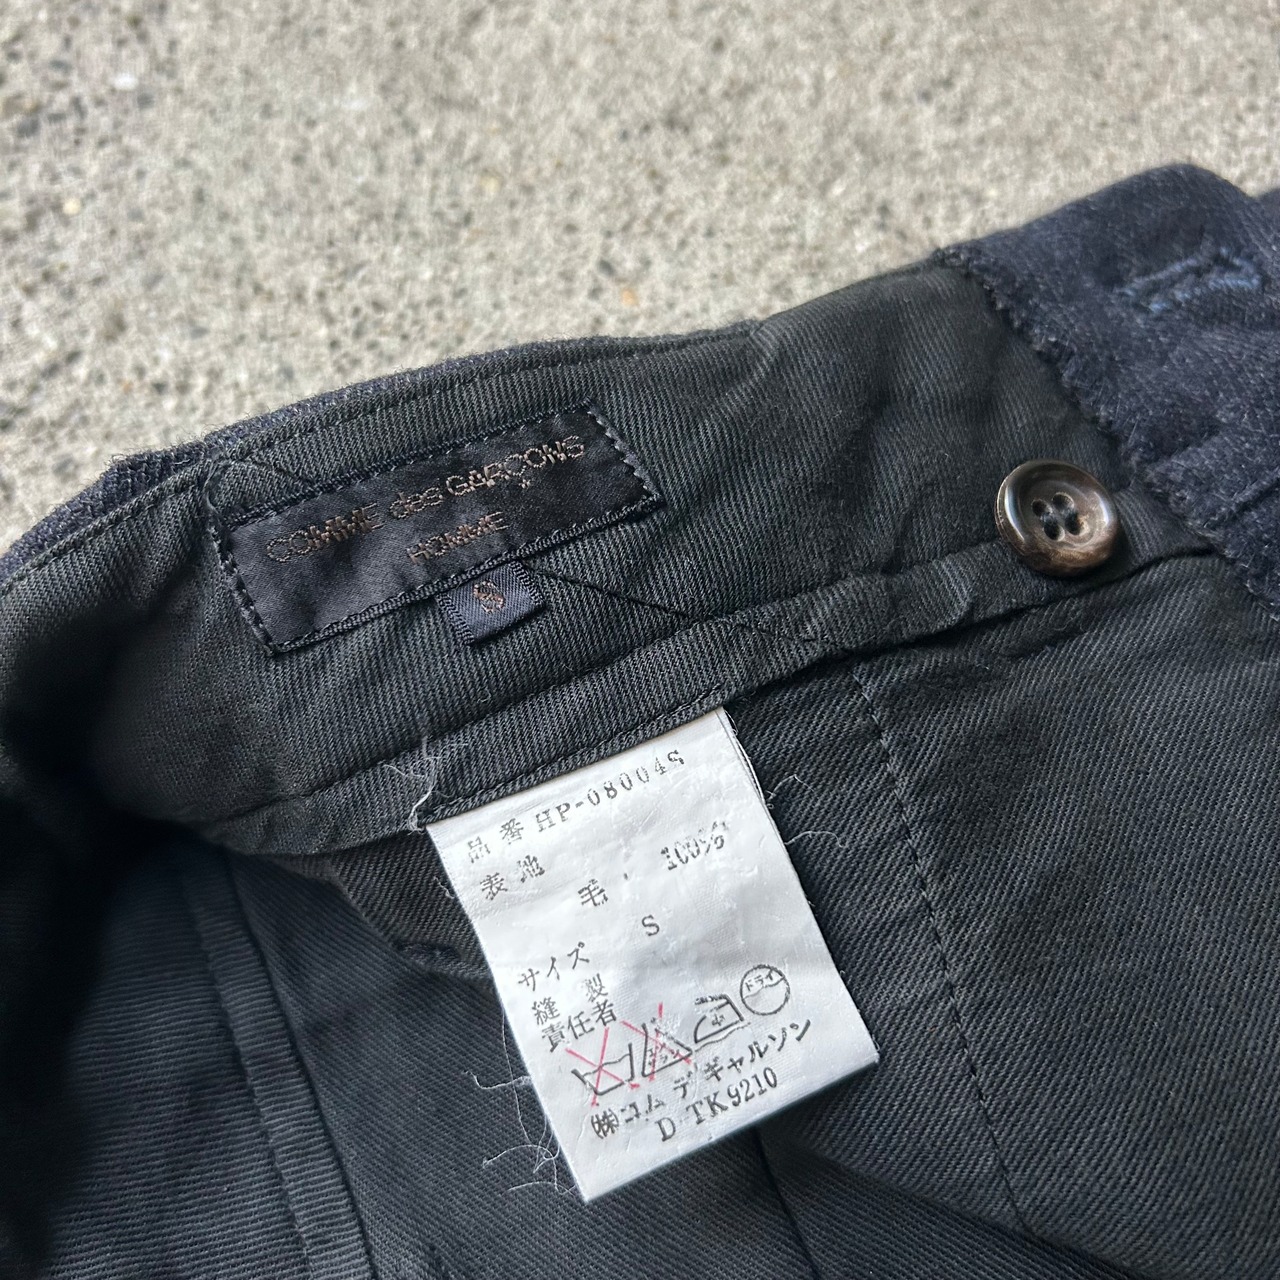 COMME des GARÇONS
HOMME
S
品番 HP-08004S
表地
毛, 100%
サイズ S
縫製
責任者
ドライ
(株)コム デ ギャルソン
D-TK9210